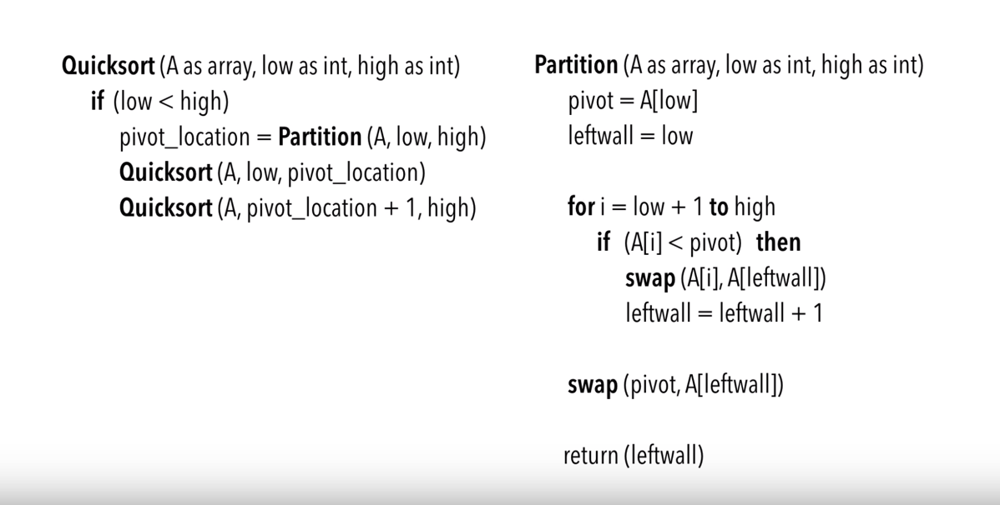 Quicksort (A as array, low as int, high as int)
if (low < high)
pivot_location = Partition (A, low, high)
Quicksort (A, low, pivot_location)
Quicksort (A, pivot_location + 1, high)
Partition (A as array, low as int, high as int)
pivot = A[low]
leftwall = low
for i = low + 1 to high
if (A[i] < pivot) then
swap (A[i], A[leftwall])
leftwall = leftwall + 1
swap (pivot, A[leftwall])
return (leftwall)